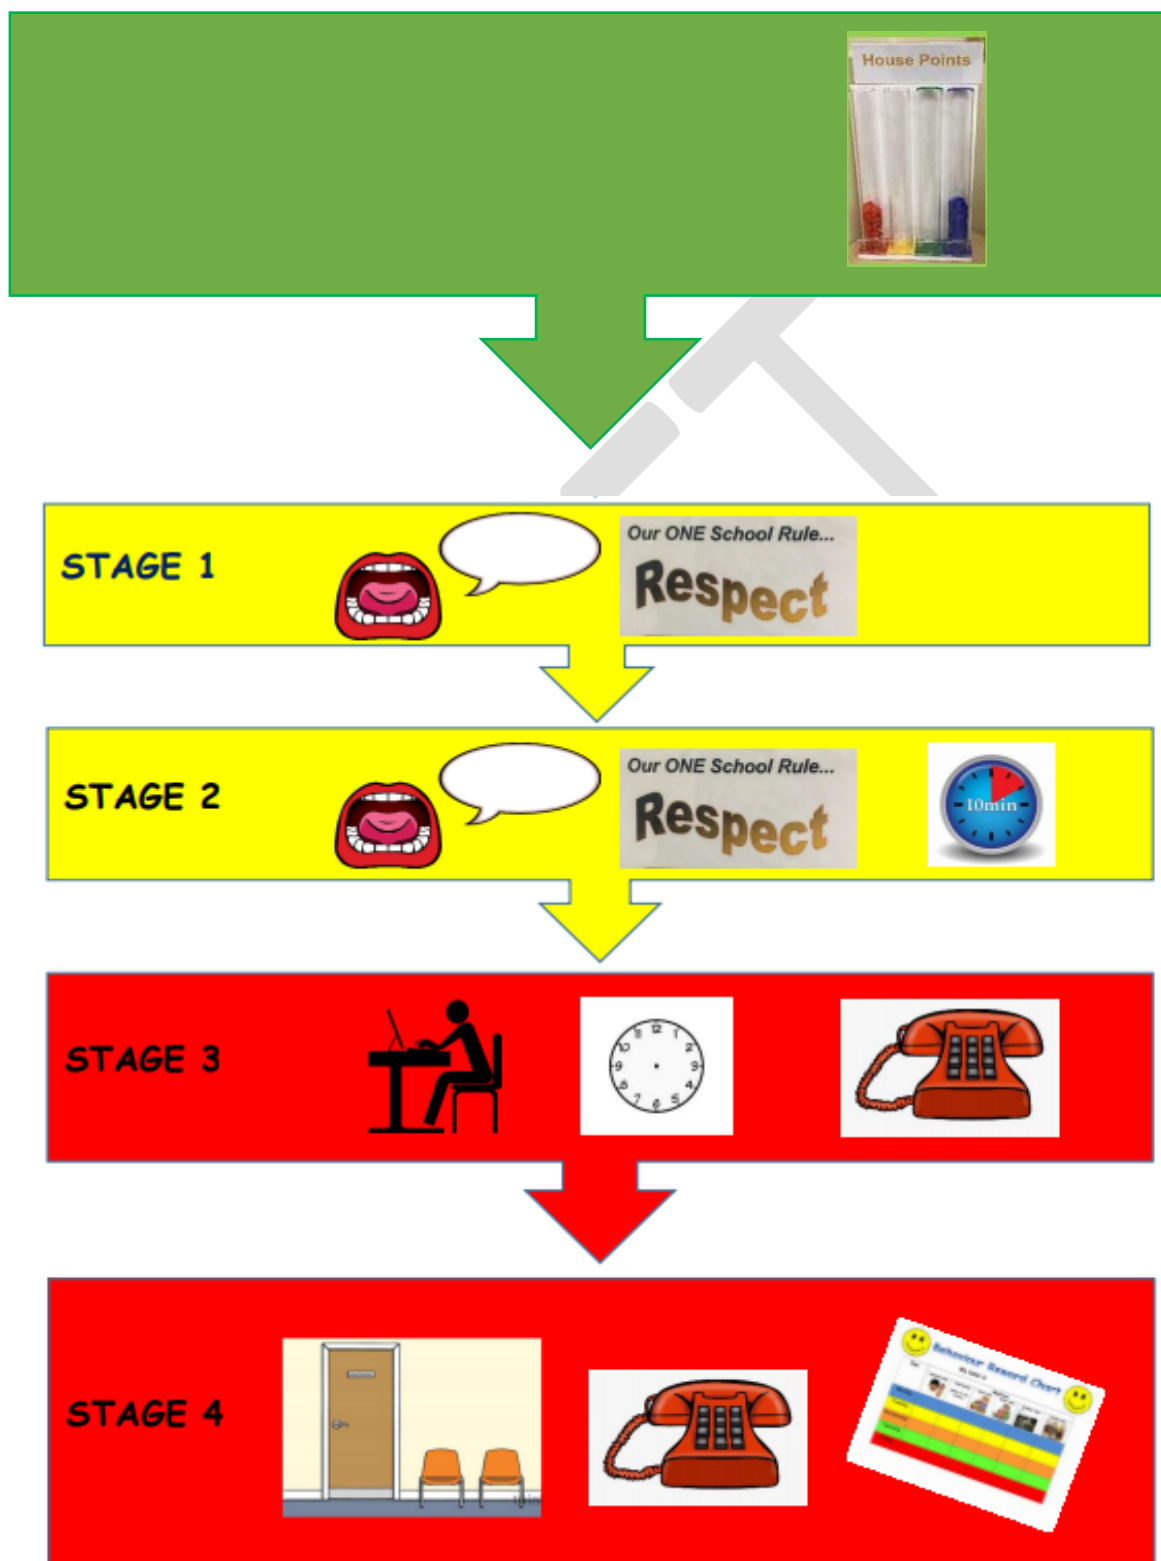 House Points
STAGE 1
Our ONE School Rule...
Respect
STAGE 2
Our ONE School Rule...
Respect
10min
STAGE 3
12
1
2
3
4
5
6
7
8
9
10
11
STAGE 4
Behaviour Reward Chart